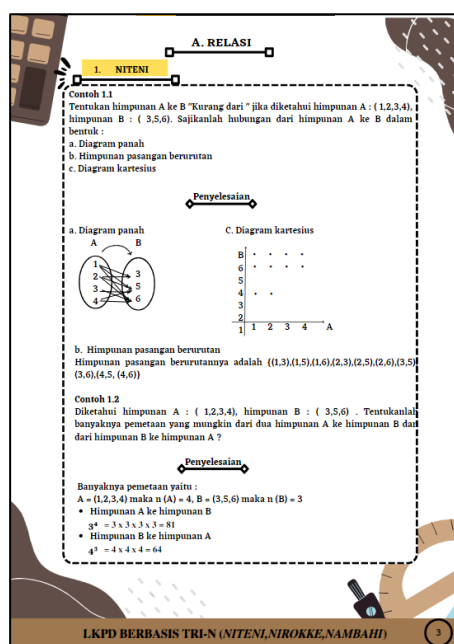 A. RELASI
1. NITENI
Contoh 1.1
Tentukan himpunan A ke B "Kurang dari " jika diketahui himpunan A : ( 1,2,3,4),
himpunan B : ( 3,5,6). Sajikanlah hubungan dari himpunan A ke B dalam
bentuk :
a. Diagram panah
b. Himpunan pasangan berurutan
c. Diagram kartesius
Penyelesaian
a. Diagram panah
A B
1
2
3
4
3
5
6
C. Diagram kartesius
B
6
5
4
3
2
1
1 2 3 4 A
b. Himpunan pasangan berurutan
Himpunan pasangan berurutannya adalah {(1,3),(1,5),(1,6),(2,3),(2,5),(2,6),(3,5)
(3,6),(4,5, (4,6)}
Contoh 1.2
Diketahui himpunan A : ( 1,2,3,4), himpunan B : ( 3,5,6) . Tentukanlah
banyaknya pemetaan yang mungkin dari dua himpunan A ke himpunan B dan
dari himpunan B ke himpunan A ?
Penyelesaian
Banyaknya pemetaan yaitu :
A = (1,2,3,4) maka n (A) = 4, B = (3,5,6) maka n (B) = 3
• Himpunan A ke himpunan B
3⁴ = 3 x 3 x 3 x 3 = 81
• Himpunan B ke himpunan A
4³ = 4 x 4 x 4 = 64
LKPD BERBASIS TRI-N (NITENI,NIROKKE,NAMBAHI)
3